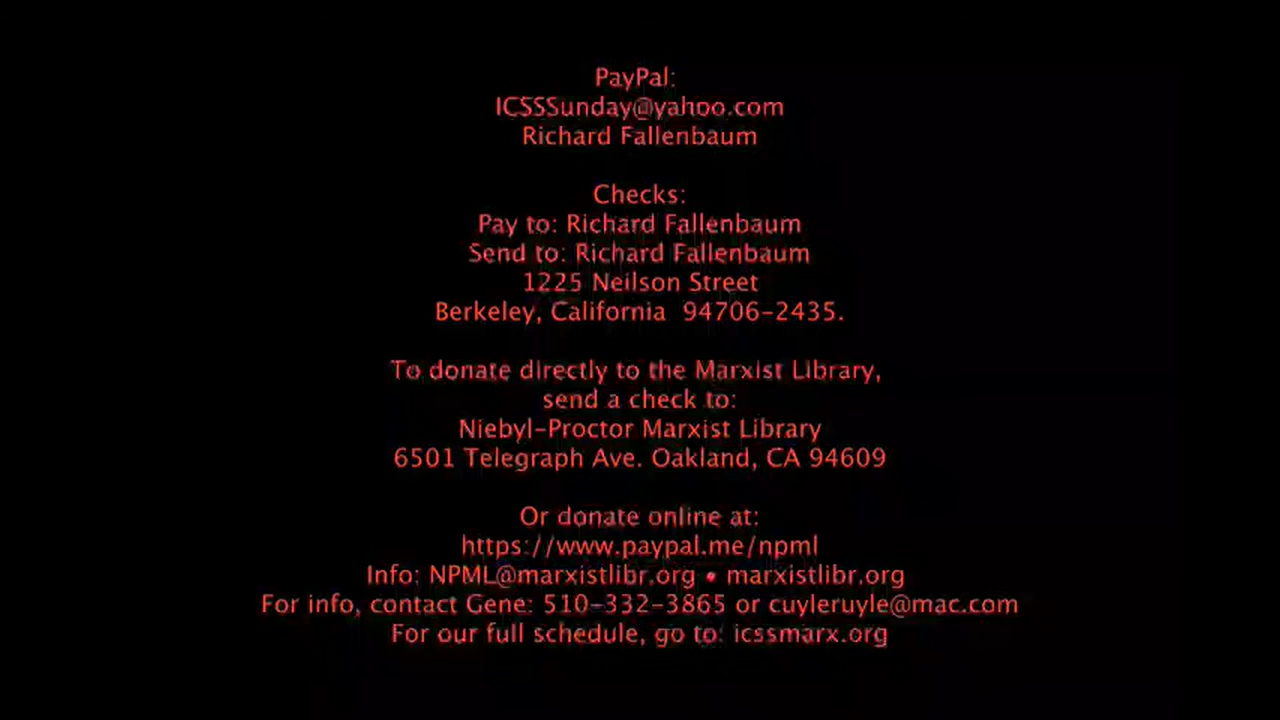 PayPal:
ICSSSunday@yahoo.com
Richard Fallenbaum
Checks:
Pay to: Richard Fallenbaum
Send to: Richard Fallenbaum
1225 Neilson Street
Berkeley, California  94706-2435.
To donate directly to the Marxist Library,
send a check to:
Niebyl-Proctor Marxist Library
6501 Telegraph Ave. Oakland, CA 94609
Or donate online at:
https://www.paypal.me/npml
Info: NPML@marxistlibr.org • marxistlibr.org
For info, contact Gene: 510-332-3865 or cuyleruyle@mac.com
For our full schedule, go to: icssmarx.org